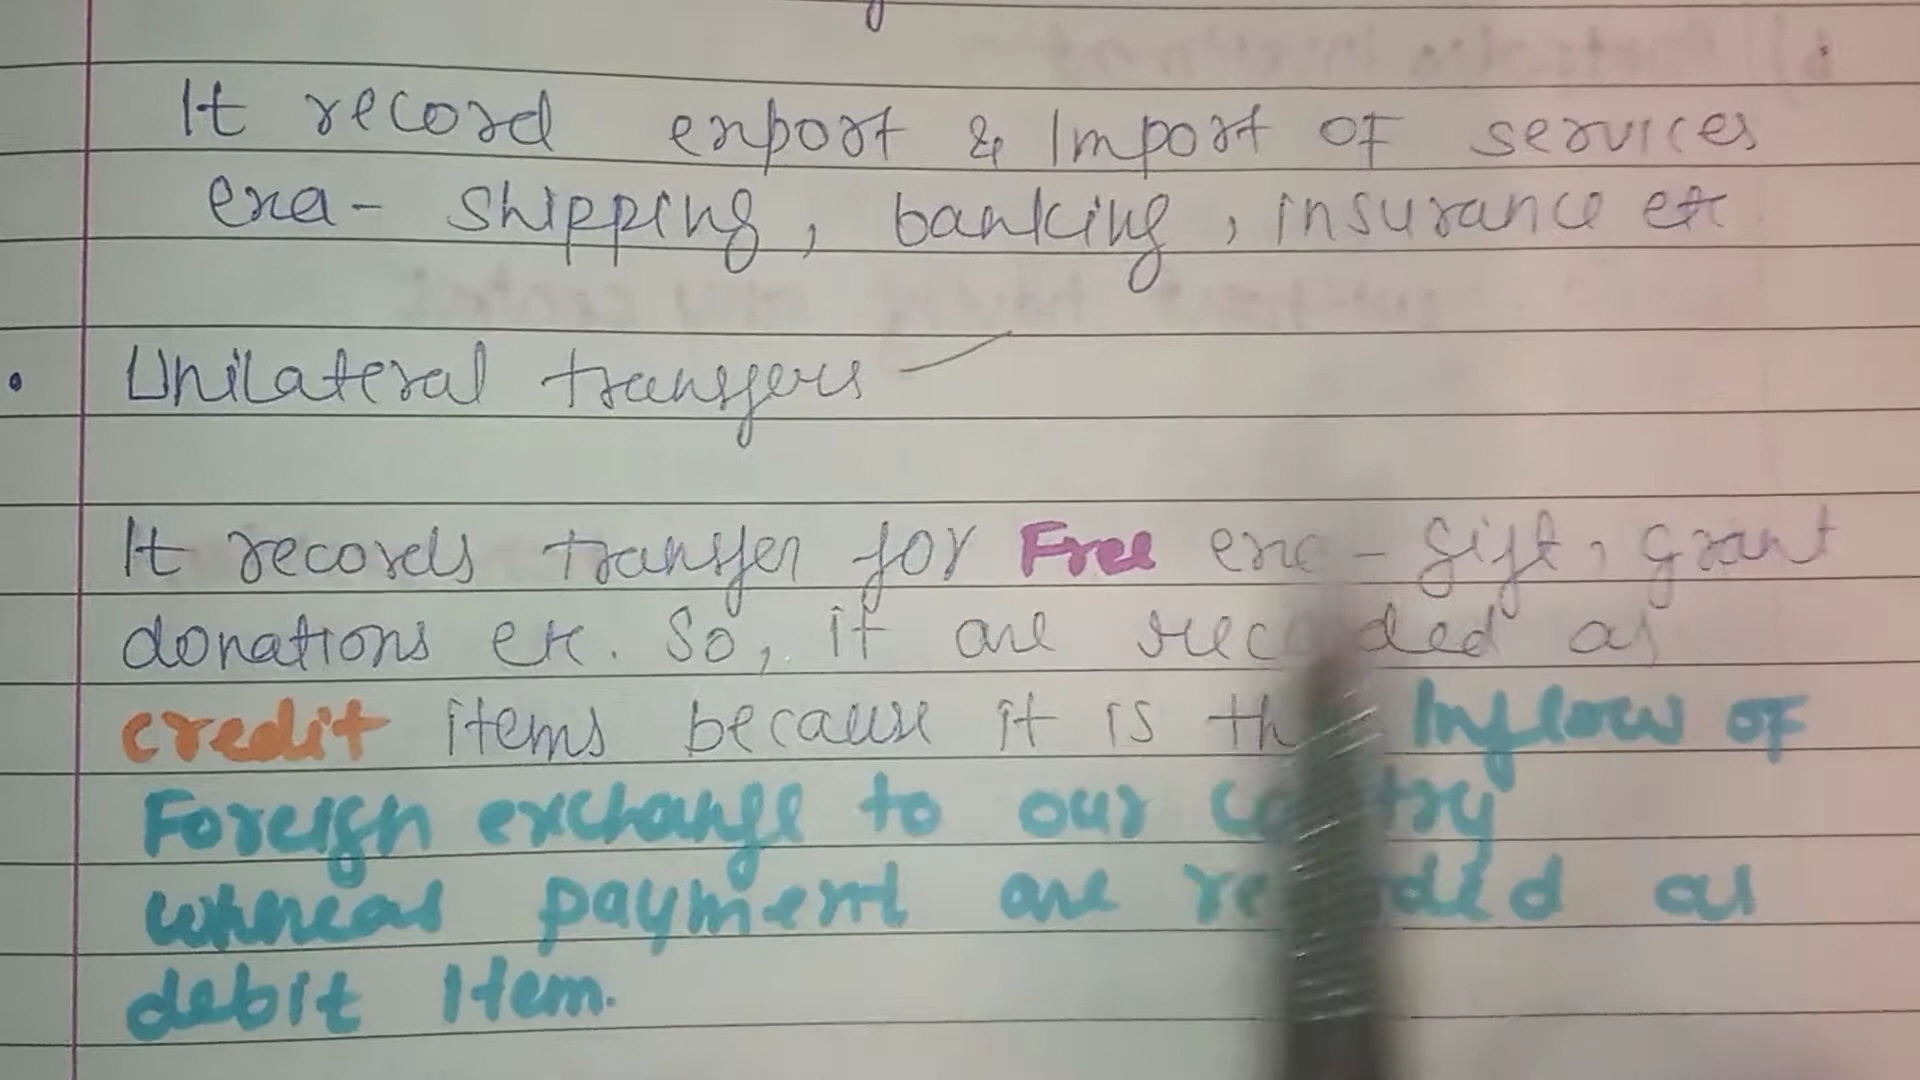 It record export & Import of services
exa- shipping, banking, insurance etc
• Unilateral transfers -
It records transfer for Free exa - gift, grant
donations etc. So, it are recorded as
credit items because it is the Inflow of
Foreign exchange to our country
whereas payment are recorded as
debit Item.